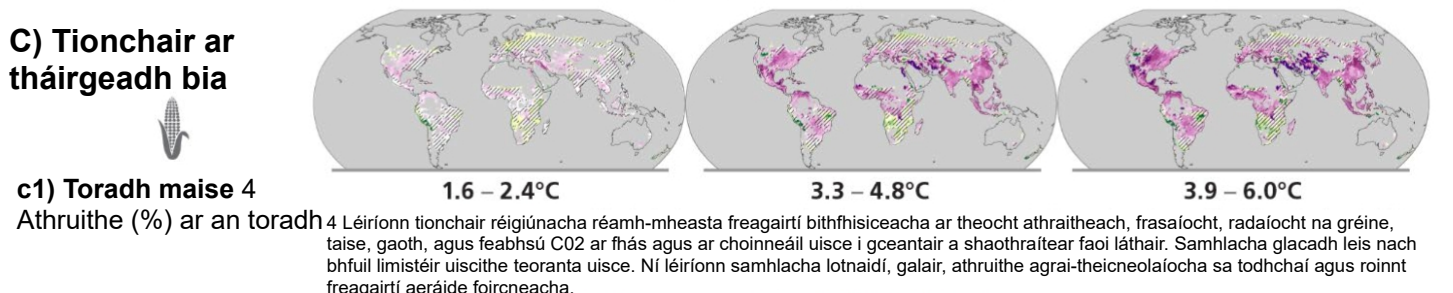 C) Tionchair ar
tháirgeadh bia
c1) Toradh maise 4
Athruithe (%) ar an toradh
1.6 – 2.4°C
3.3 – 4.8°C
3.9 – 6.0°C
4 Léiríonn tionchair réigiúnacha réamh-mheasta freagairtí bithfhisiceacha ar theocht athraitheach, frasaíocht, radaíocht na gréine,
taise, gaoth, agus feabhsú C02 ar fhás agus ar choinneáil uisce i gceantair a shaothraítear faoi láthair. Samhlacha glacadh leis nach
bhfuil limistéir uiscithe teoranta uisce. Ní léiríonn samhlacha lotnaidí, galair, athruithe agrai-theicneolaíocha sa todhchaí agus roinnt
freagairtí aeráide foircneacha.